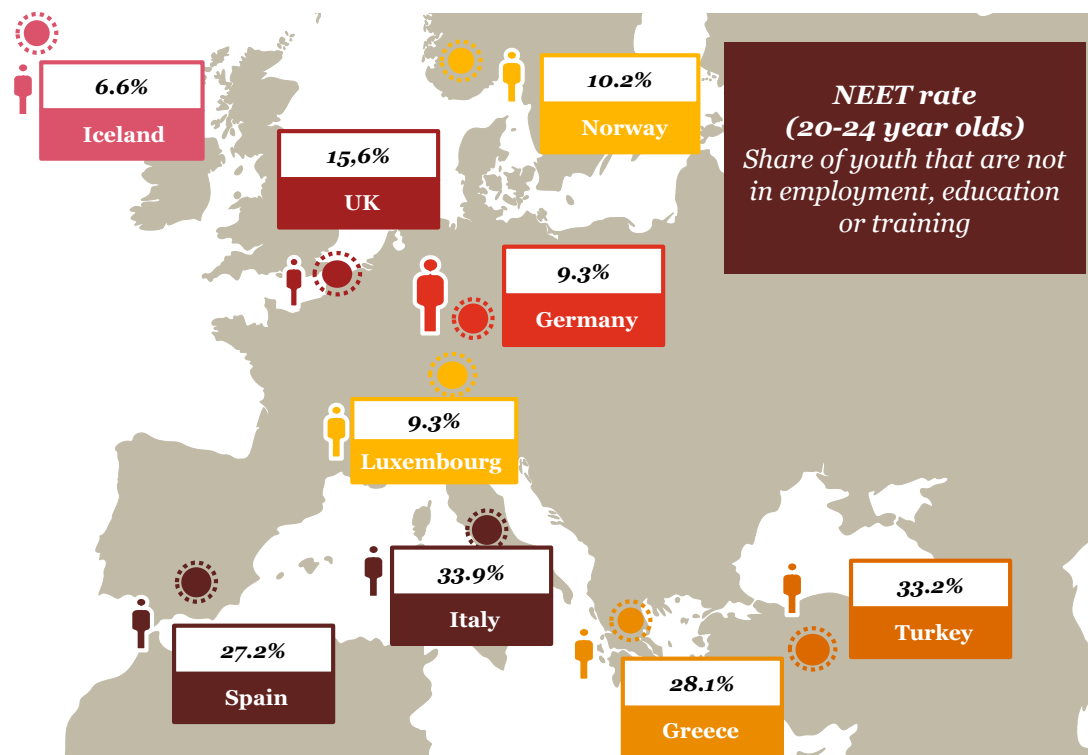 6.6%
Iceland
10.2%
Norway
NEET rate
(20-24 year olds)
Share of youth that are not
in employment, education
or training
15,6%
UK
9.3%
Germany
9.3%
Luxembourg
33.9%
Italy
33.2%
Turkey
27.2%
Spain
28.1%
Greece